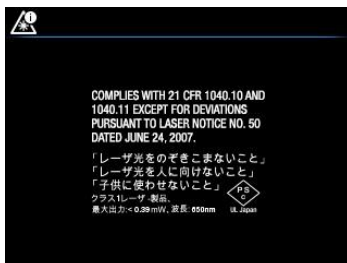 COMPLIES WITH 21 CFR 1040.10 AND
1040.11 EXCEPT FOR DEVIATIONS
PURSUANT TO LASER NOTICE NO. 50
DATED JUNE 24, 2007.
「レーザ光をのぞきこまないこと」
「レーザ光を人に向けないこと」
「子供に使わせないこと」
クラス1レーザ-製品、
最大出力:< 0.39 mW、波長: 650nm
PS
C
UL Japan